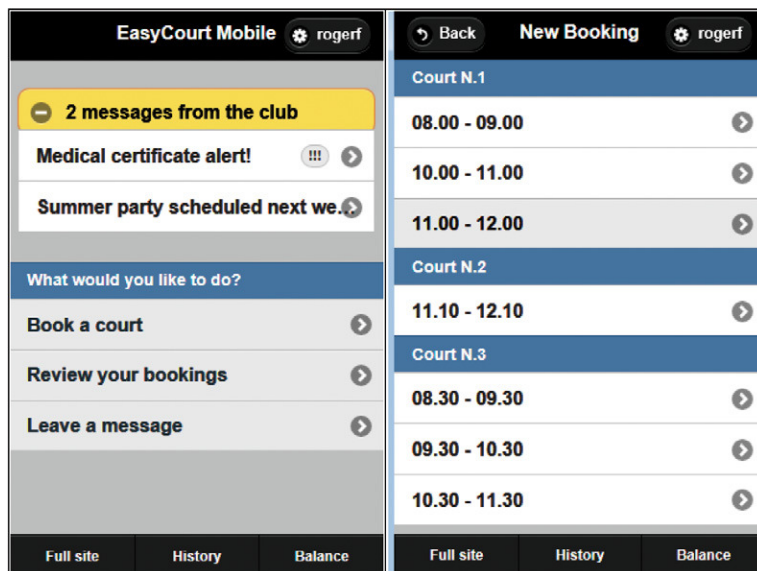 EasyCourt Mobile rogerf
2 messages from the club
Medical certificate alert! !!!
Summer party scheduled next we...
What would you like to do?
Book a court
Review your bookings
Leave a message
Full site History Balance
Back New Booking rogerf
Court N.1
08.00 - 09.00
10.00 - 11.00
11.00 - 12.00
Court N.2
11.10 - 12.10
Court N.3
08.30 - 09.30
09.30 - 10.30
10.30 - 11.30
Full site History Balance